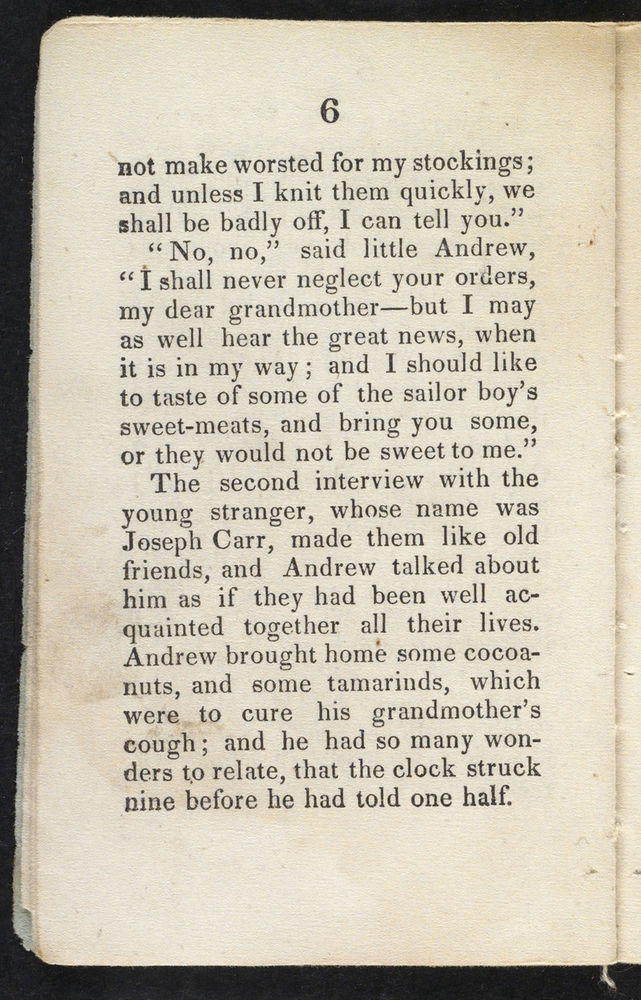 6
not make worsted for my stockings;
and unless I knit them quickly, we
shall be badly off, I can tell you.”
“No, no,” said little Andrew,
“I shall never neglect your orders,
my dear grandmother—but I may
as well hear the great news, when
it is in my way; and I should like
to taste of some of the sailor boy’s
sweet-meats, and bring you some,
or they would not be sweet to me.”
The second interview with the
young stranger, whose name was
Joseph Carr, made them like old
friends, and Andrew talked about
him as if they had been well ac-
quainted together all their lives.
Andrew brought home some cocoa-
nuts, and some tamarinds, which
were to cure his grandmother’s
cough; and he had so many won-
ders to relate, that the clock struck
nine before he had told one half.